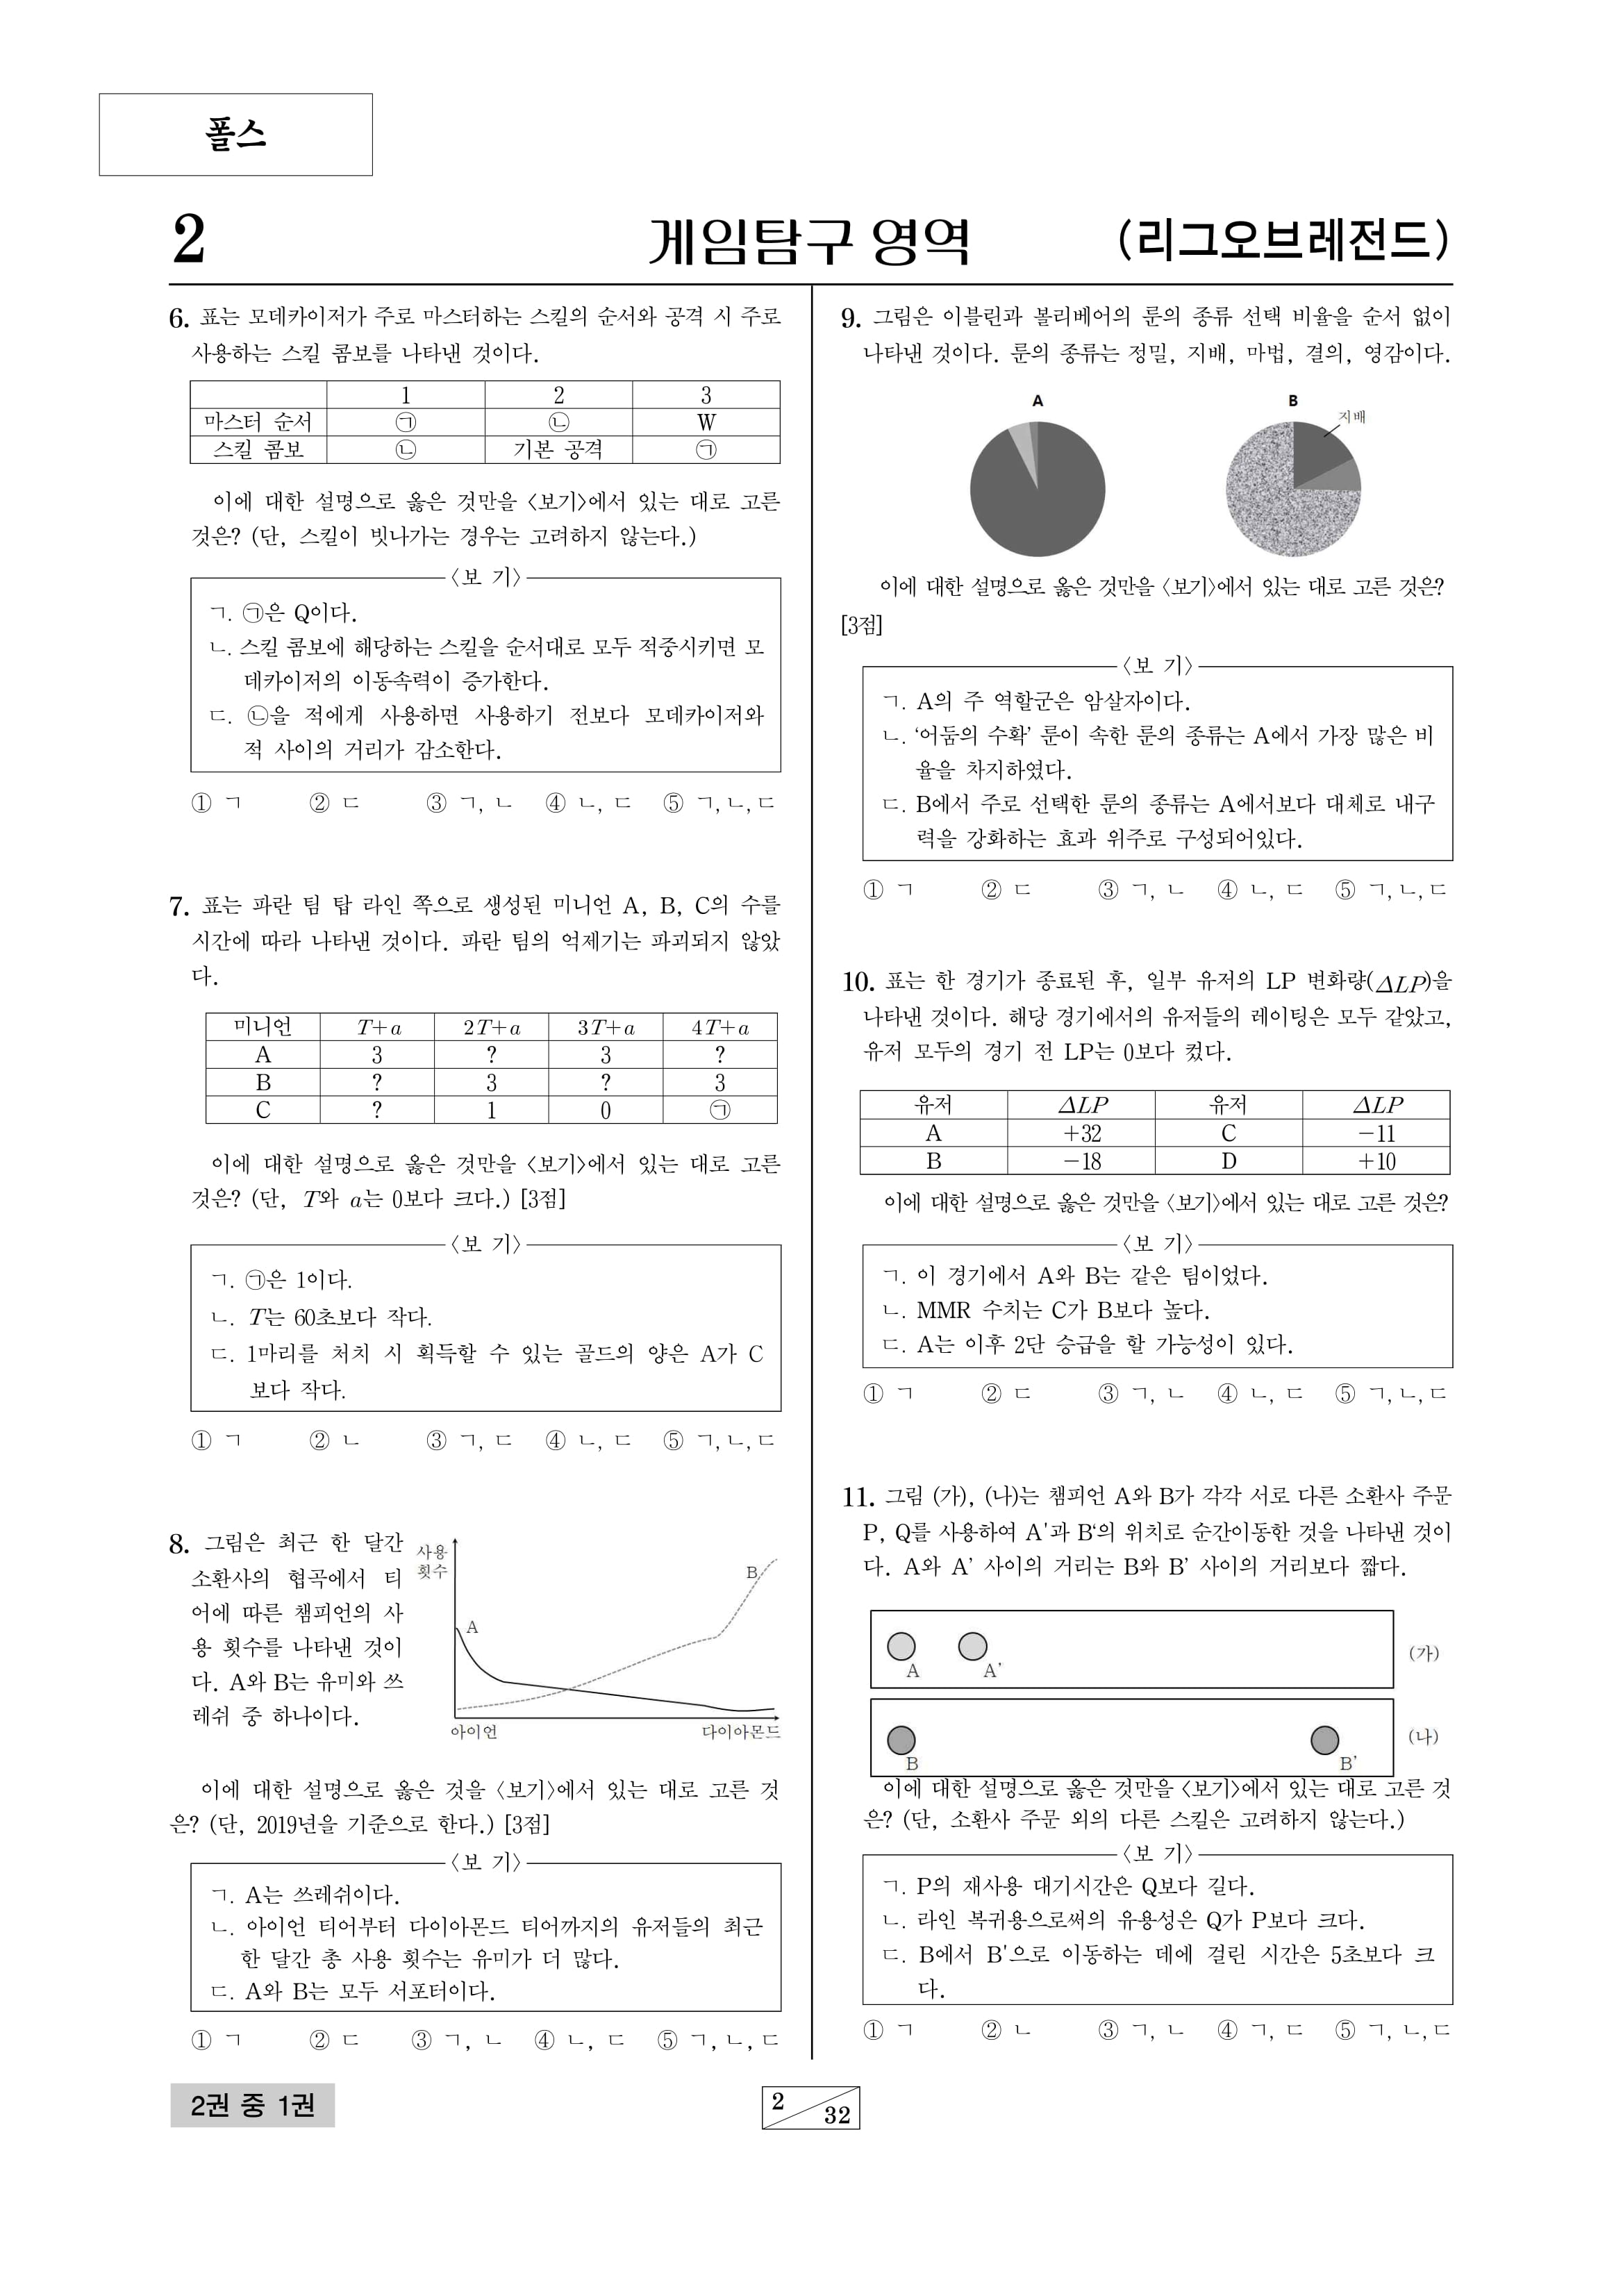 폴스
2
게임탐구 영역
(리그오브레전드)
6. 표는 모데카이저가 주로 마스터하는 스킬의 순서와 공격 시 주로
사용하는 스킬 콤보를 나타낸 것이다.
1 2 3
마스터 순서 ㉠ ㉡ W
스킬 콤보 ㉡ 기본 공격 ㉠
이에 대한 설명으로 옳은 것만을 <보기>에서 있는 대로 고른
것은? (단, 스킬이 빗나가는 경우는 고려하지 않는다.)
<보 기>
ㄱ. ㉠은 Q이다.
ㄴ. 스킬 콤보에 해당하는 스킬을 순서대로 모두 적중시키면 모
데카이저의 이동속력이 증가한다.
ㄷ. ㉡을 적에게 사용하면 사용하기 전보다 모데카이저와
적 사이의 거리가 감소한다.
① ㄱ ② ㄷ ③ ㄱ, ㄴ ④ ㄴ, ㄷ ⑤ ㄱ,ㄴ,ㄷ
7. 표는 파란 팀 탑 라인 쪽으로 생성된 미니언 A, B, C의 수를
시간에 따라 나타낸 것이다. 파란 팀의 억제기는 파괴되지 않았
다.
미니언 T+a 2T+a 3T+a 4T+a
A 3 ? 3 ?
B ? 3 ? 3
C ? 1 0 ㉠
이에 대한 설명으로 옳은 것만을 <보기>에서 있는 대로 고른
것은? (단, T와 a는 0보다 크다.) [3점]
<보 기>
ㄱ. ㉠은 1이다.
ㄴ. T는 60초보다 작다.
ㄷ. 1마리를 처치 시 획득할 수 있는 골드의 양은 A가 C
보다 작다.
① ㄱ ② ㄴ ③ ㄱ, ㄷ ④ ㄴ, ㄷ ⑤ ㄱ,ㄴ,ㄷ
8. 그림은 최근 한 달간
소환사의 협곡에서 티
어에 따른 챔피언의 사
용 횟수를 나타낸 것이
다. A와 B는 유미와 쓰
레쉬 중 하나이다.
사용
횟수
A
B
아이언
다이아몬드
이에 대한 설명으로 옳은 것을 <보기>에서 있는 대로 고른 것
은? (단, 2019년을 기준으로 한다.) [3점]
<보 기>
ㄱ. A는 쓰레쉬이다.
ㄴ. 아이언 티어부터 다이아몬드 티어까지의 유저들의 최근
한 달간 총 사용 횟수는 유미가 더 많다.
ㄷ. A와 B는 모두 서포터이다.
① ㄱ ② ㄷ ③ ㄱ, ㄴ ④ ㄴ, ㄷ ⑤ ㄱ,ㄴ,ㄷ
9. 그림은 이블린과 볼리베어의 룬의 종류 선택 비율을 순서 없이
나타낸 것이다. 룬의 종류는 정밀, 지배, 마법, 결의, 영감이다.
A
B
지배
이에 대한 설명으로 옳은 것만을 <보기>에서 있는 대로 고른 것은?
[3점]
<보 기>
ㄱ. A의 주 역할군은 암살자이다.
ㄴ. ‘어둠의 수확’ 룬이 속한 룬의 종류는 A에서 가장 많은 비
율을 차지하였다.
ㄷ. B에서 주로 선택한 룬의 종류는 A에서보다 대체로 내구
력을 강화하는 효과 위주로 구성되어있다.
① ㄱ ② ㄷ ③ ㄱ, ㄴ ④ ㄴ, ㄷ ⑤ ㄱ,ㄴ,ㄷ
10. 표는 한 경기가 종료된 후, 일부 유저의 LP 변화량(ΔLP)을
나타낸 것이다. 해당 경기에서의 유저들의 레이팅은 모두 같았고,
유저 모두의 경기 전 LP는 0보다 컸다.
유저 ΔLP 유저 ΔLP
A +32 C −11
B −18 D +10
이에 대한 설명으로 옳은 것만을 <보기>에서 있는 대로 고른 것은?
<보 기>
ㄱ. 이 경기에서 A와 B는 같은 팀이었다.
ㄴ. MMR 수치는 C가 B보다 높다.
ㄷ. A는 이후 2단 승급을 할 가능성이 있다.
① ㄱ ② ㄷ ③ ㄱ, ㄴ ④ ㄴ, ㄷ ⑤ ㄱ,ㄴ,ㄷ
11. 그림 (가), (나)는 챔피언 A와 B가 각각 서로 다른 소환사 주문
P, Q를 사용하여 A'과 B‘의 위치로 순간이동한 것을 나타낸 것이
다. A와 A’ 사이의 거리는 B와 B’ 사이의 거리보다 짧다.
A A'
(가)
B B'
(나)
이에 대한 설명으로 옳은 것만을 <보기>에서 있는 대로 고른 것
은? (단, 소환사 주문 외의 다른 스킬은 고려하지 않는다.)
<보 기>
ㄱ. P의 재사용 대기시간은 Q보다 길다.
ㄴ. 라인 복귀용으로써의 유용성은 Q가 P보다 크다.
ㄷ. B에서 B'으로 이동하는 데에 걸린 시간은 5초보다 크
다.
① ㄱ ② ㄴ ③ ㄱ, ㄴ ④ ㄱ, ㄷ ⑤ ㄱ,ㄴ,ㄷ
2권 중 1권
2
32